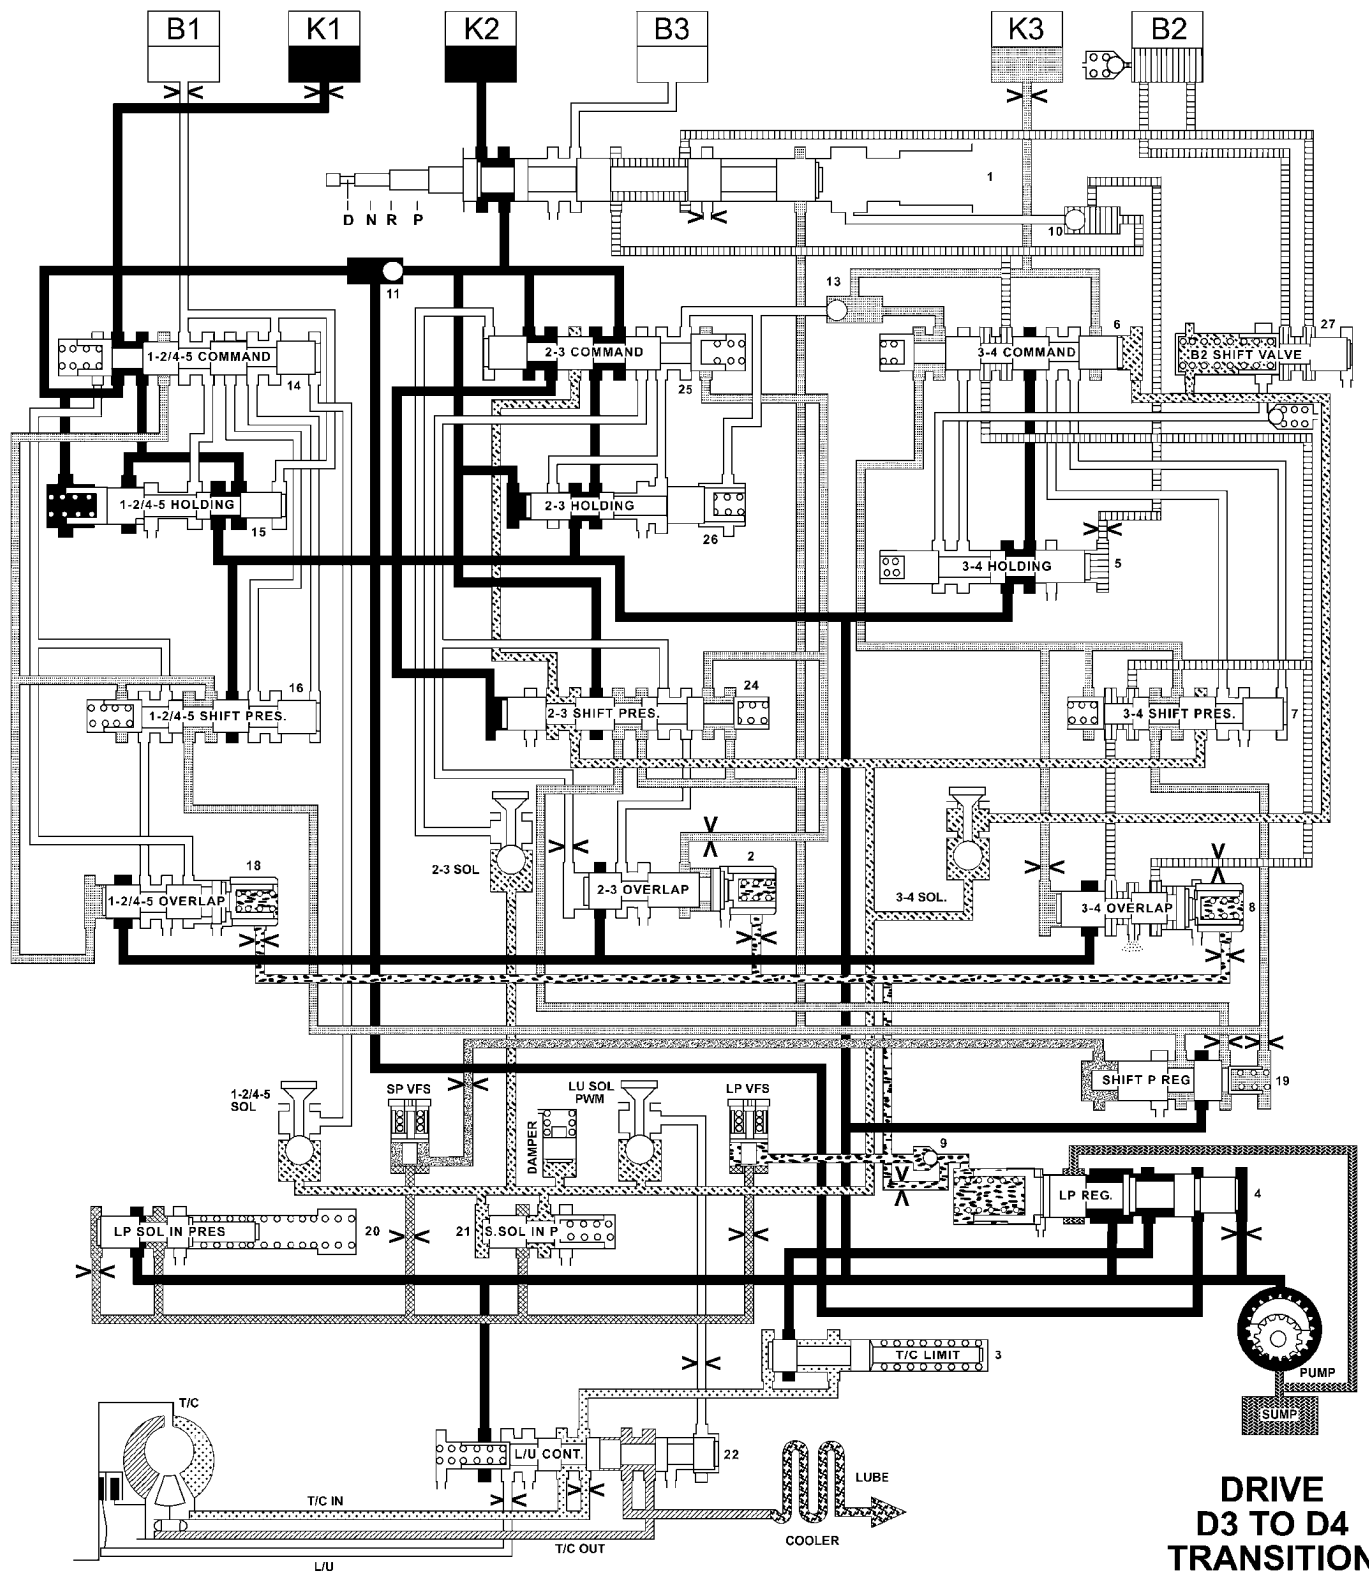 B1
K1
K2
B3
K3
B2
1
D N R P
10
11
13
6
27
1-2/4-5 COMMAND
14
2-3 COMMAND
25
3-4 COMMAND
B2 SHIFT VALVE
1-2/4-5 HOLDING
15
2-3 HOLDING
26
3-4 HOLDING
5
16
1-2/4-5 SHIFT PRES.
24
2-3 SHIFT PRES.
3-4 SHIFT PRES.
7
18
1-2/4-5 OVERLAP
2-3 SOL
2
2-3 OVERLAP
3-4 SOL.
3-4 OVERLAP
8
SHIFT P REG
19
1-2/4-5
SOL
SP VFS
LU SOL
PWM
LP VFS
DAMPER
9
LP REG.
4
LP SOL IN PRES
20
21
S.SOL IN P
T/C LIMIT
3
PUMP
SUMP
T/C
L/U CONT.
22
T/C IN
T/C OUT
L/U
LUBE
COOLER
DRIVE
D3 TO D4
TRANSITION